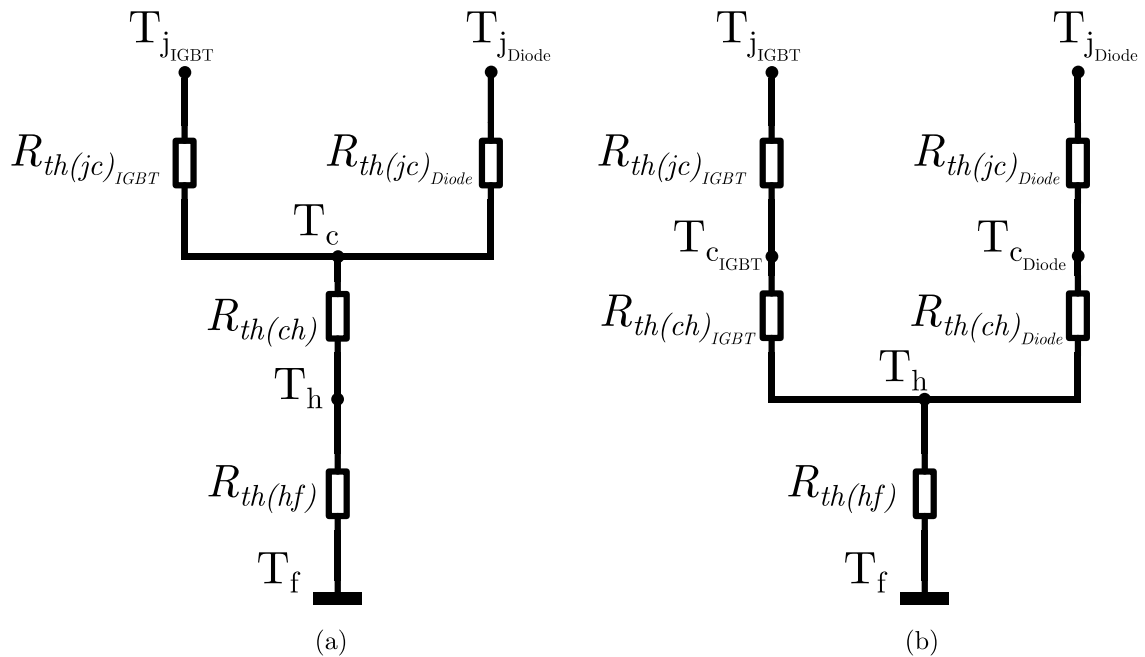 T_j_IGBT
T_j_Diode
R_th(jc)_IGBT
R_th(jc)_Diode
T_c
R_th(ch)
T_h
R_th(hf)
T_f
(a)
T_j_IGBT
T_j_Diode
R_th(jc)_IGBT
R_th(jc)_Diode
T_c_IGBT
T_c_Diode
R_th(ch)_IGBT
R_th(ch)_Diode
T_h
R_th(hf)
T_f
(b)